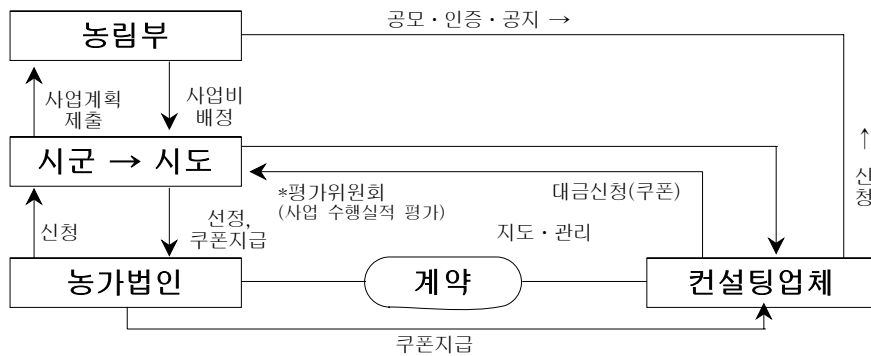 공모・인증・공지 →
농림부
사업계획
제출
사업비
배정
시군 → 시도
↑
신
청
*평가위원회
(사업 수행실적 평가)
대금신청(쿠폰)
신청
선정,
쿠폰지급
지도・관리
농가법인
계약
컨설팅업체
쿠폰지급